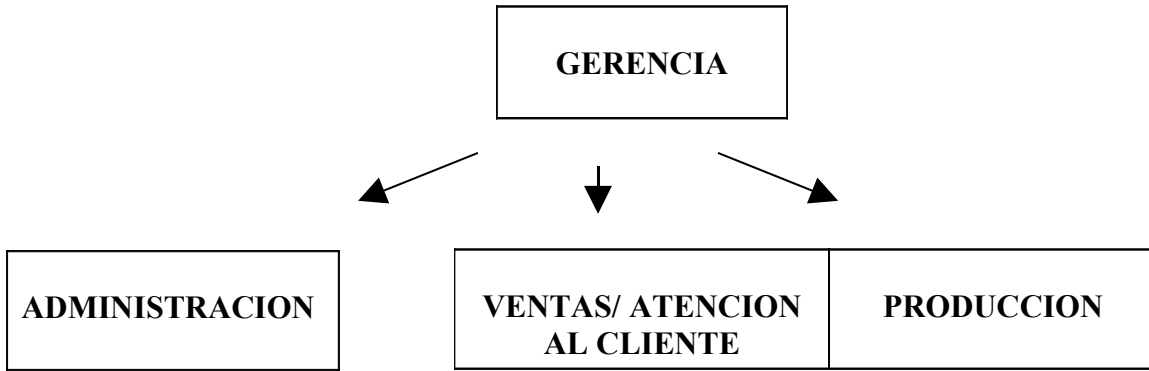 GERENCIA
ADMINISTRACION
VENTAS/ ATENCION
AL CLIENTE
PRODUCCION